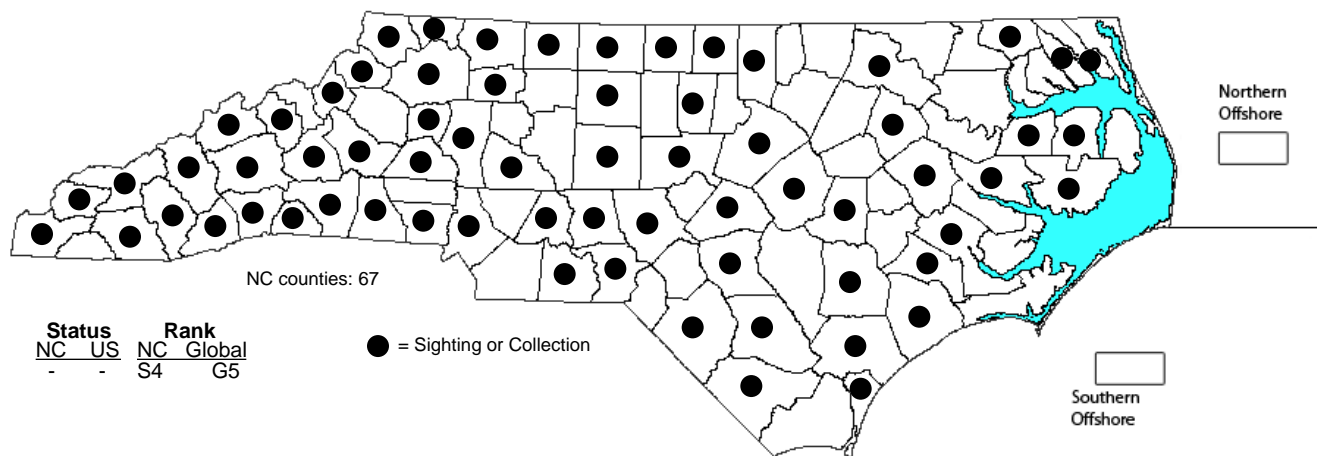 Northern
Offshore
NC counties: 67
Status Rank
NC US NC Global
- - S4 G5
= Sighting or Collection
Southern
Offshore